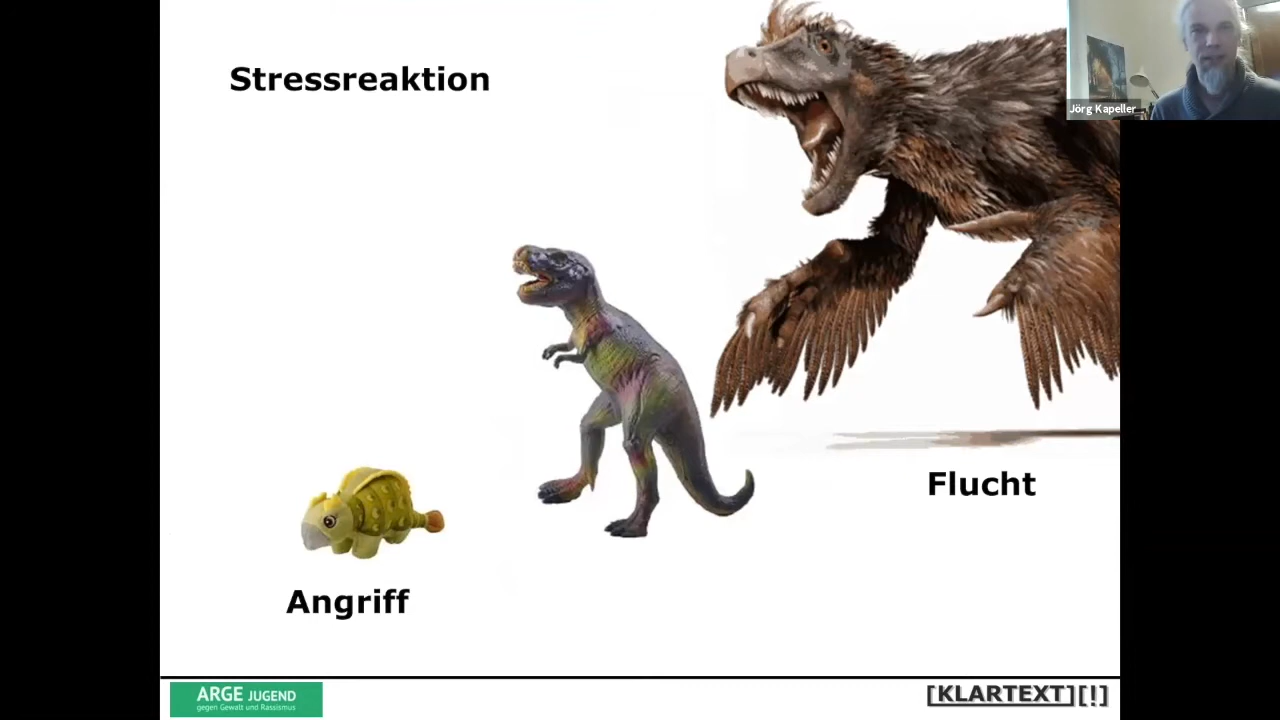 Stressreaktion
Jörg Kapeller
Flucht
Angriff
ARGE JUGEND
gegen Gewalt und Rassismus
[KLARTEXT][!]